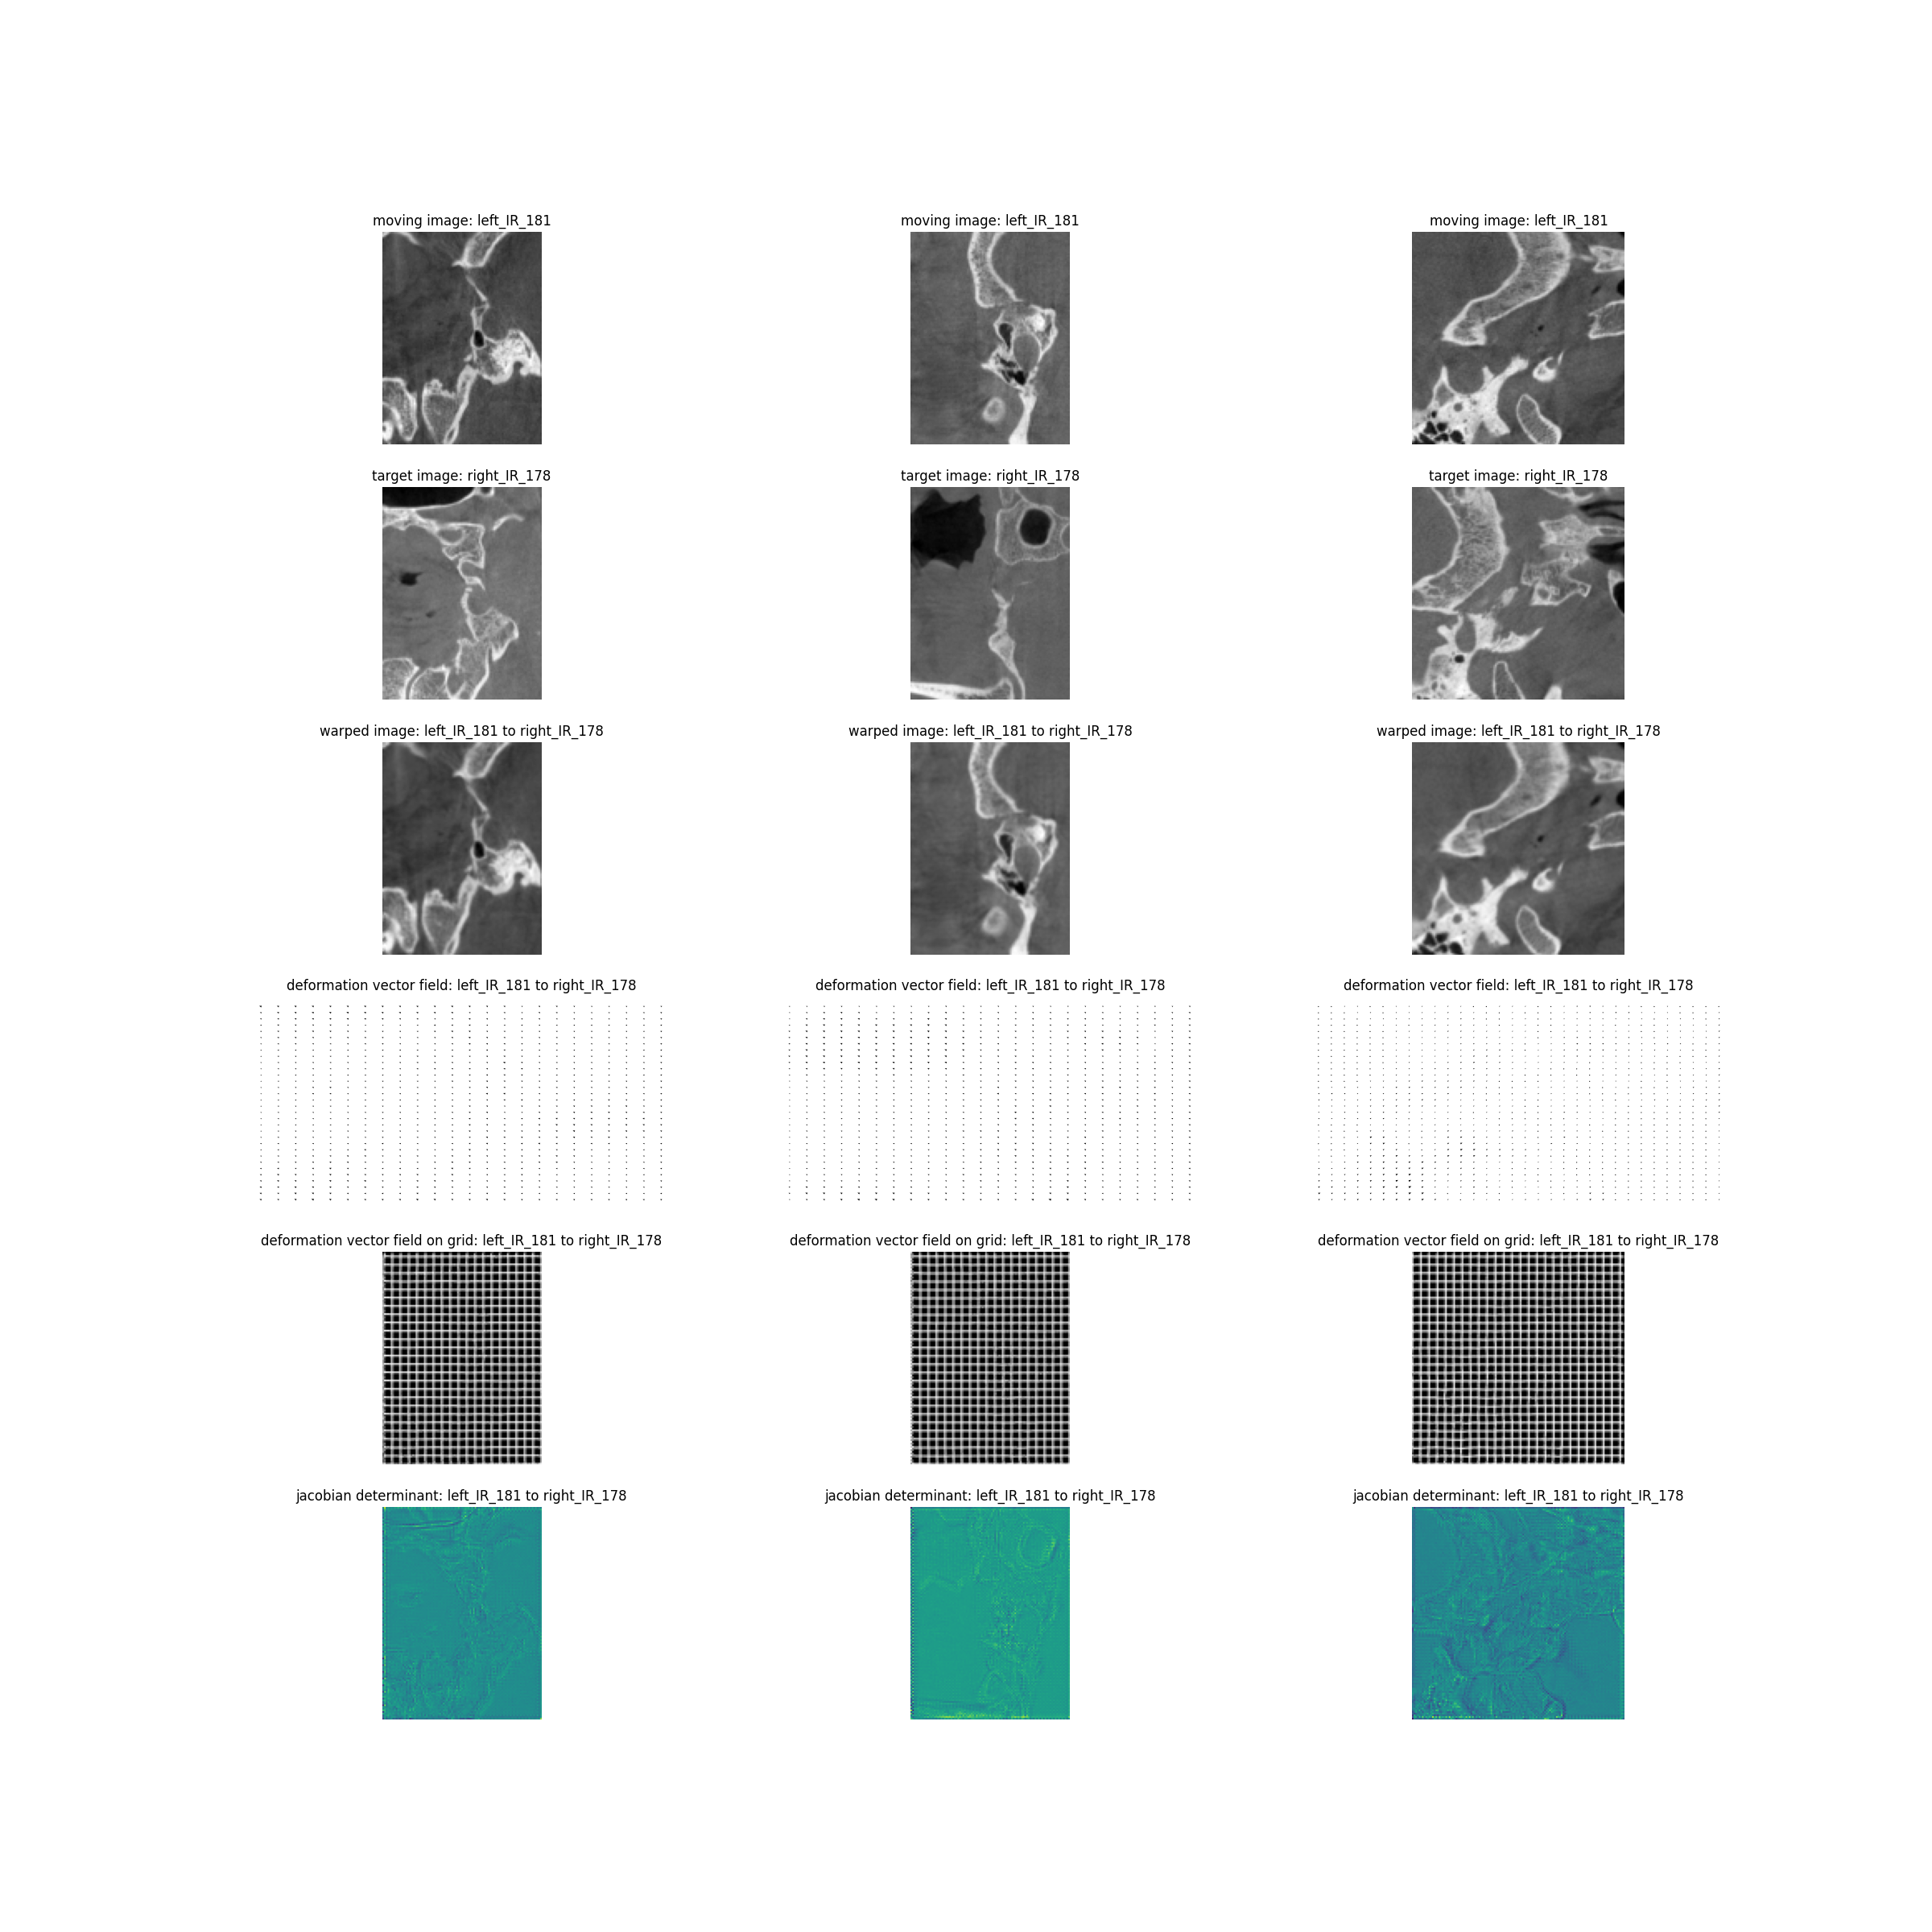 moving image: left_IR_181 moving image: left_IR_181 moving image: left_IR_181
target image: right_IR_178 target image: right_IR_178 target image: right_IR_178
warped image: left_IR_181 to right_IR_178 warped image: left_IR_181 to right_IR_178 warped image: left_IR_181 to right_IR_178
deformation vector field: left_IR_181 to right_IR_178 deformation vector field: left_IR_181 to right_IR_178 deformation vector field: left_IR_181 to right_IR_178
deformation vector field on grid: left_IR_181 to right_IR_178 deformation vector field on grid: left_IR_181 to right_IR_178 deformation vector field on grid: left_IR_181 to right_IR_178
jacobian determinant: left_IR_181 to right_IR_178 jacobian determinant: left_IR_181 to right_IR_178 jacobian determinant: left_IR_181 to right_IR_178